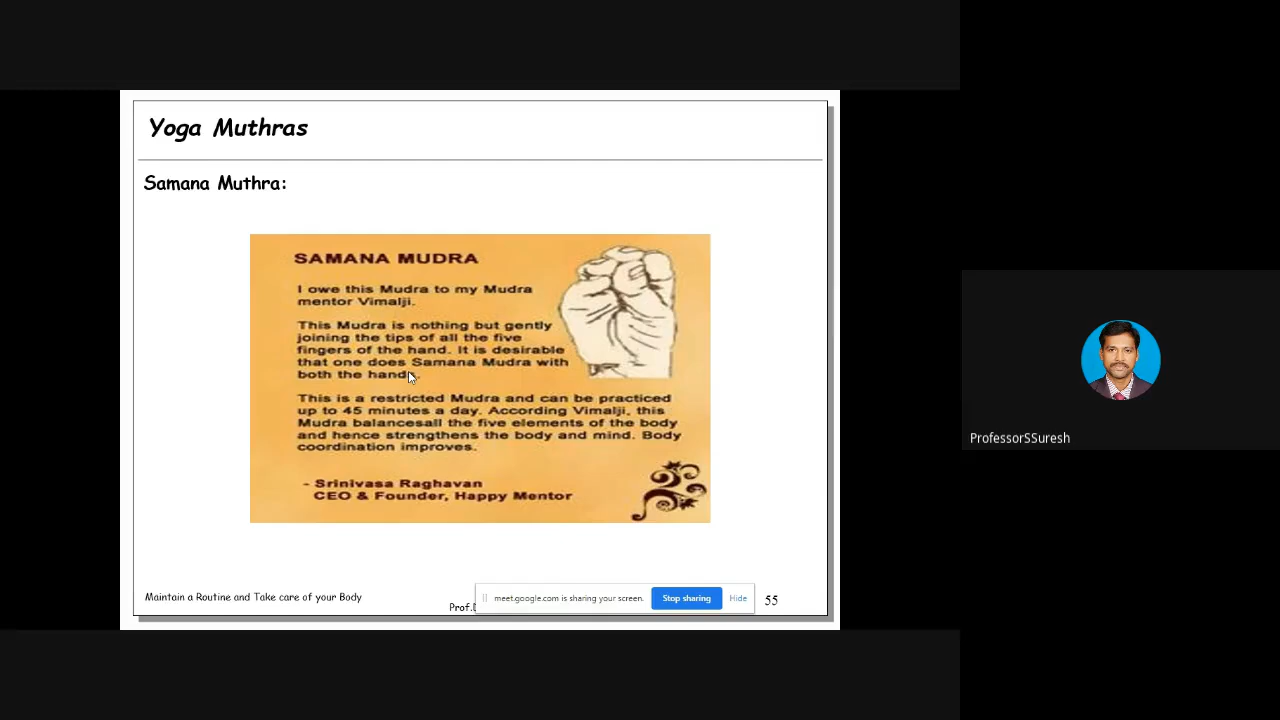 Yoga Muthras
Samana Muthra:
SAMANA MUDRA
I owe this Mudra to my Mudra
mentor Vimalji.
This Mudra is nothing but gently
joining the tips of all the five
fingers of the hand. It is desirable
that one does Samana Mudra with
both the hands.
This is a restricted Mudra and can be practiced
up to 45 minutes a day. According Vimalji, this
Mudra balancesall the five elements of the body
and hence strengthens the body and mind. Body
coordination improves.
- Srinivasa Raghavan
CEO & Founder, Happy Mentor
Maintain a Routine and Take care of your Body
Prof.
meet.google.com is sharing your screen.
Stop sharing
Hide
55
ProfessorSSuresh